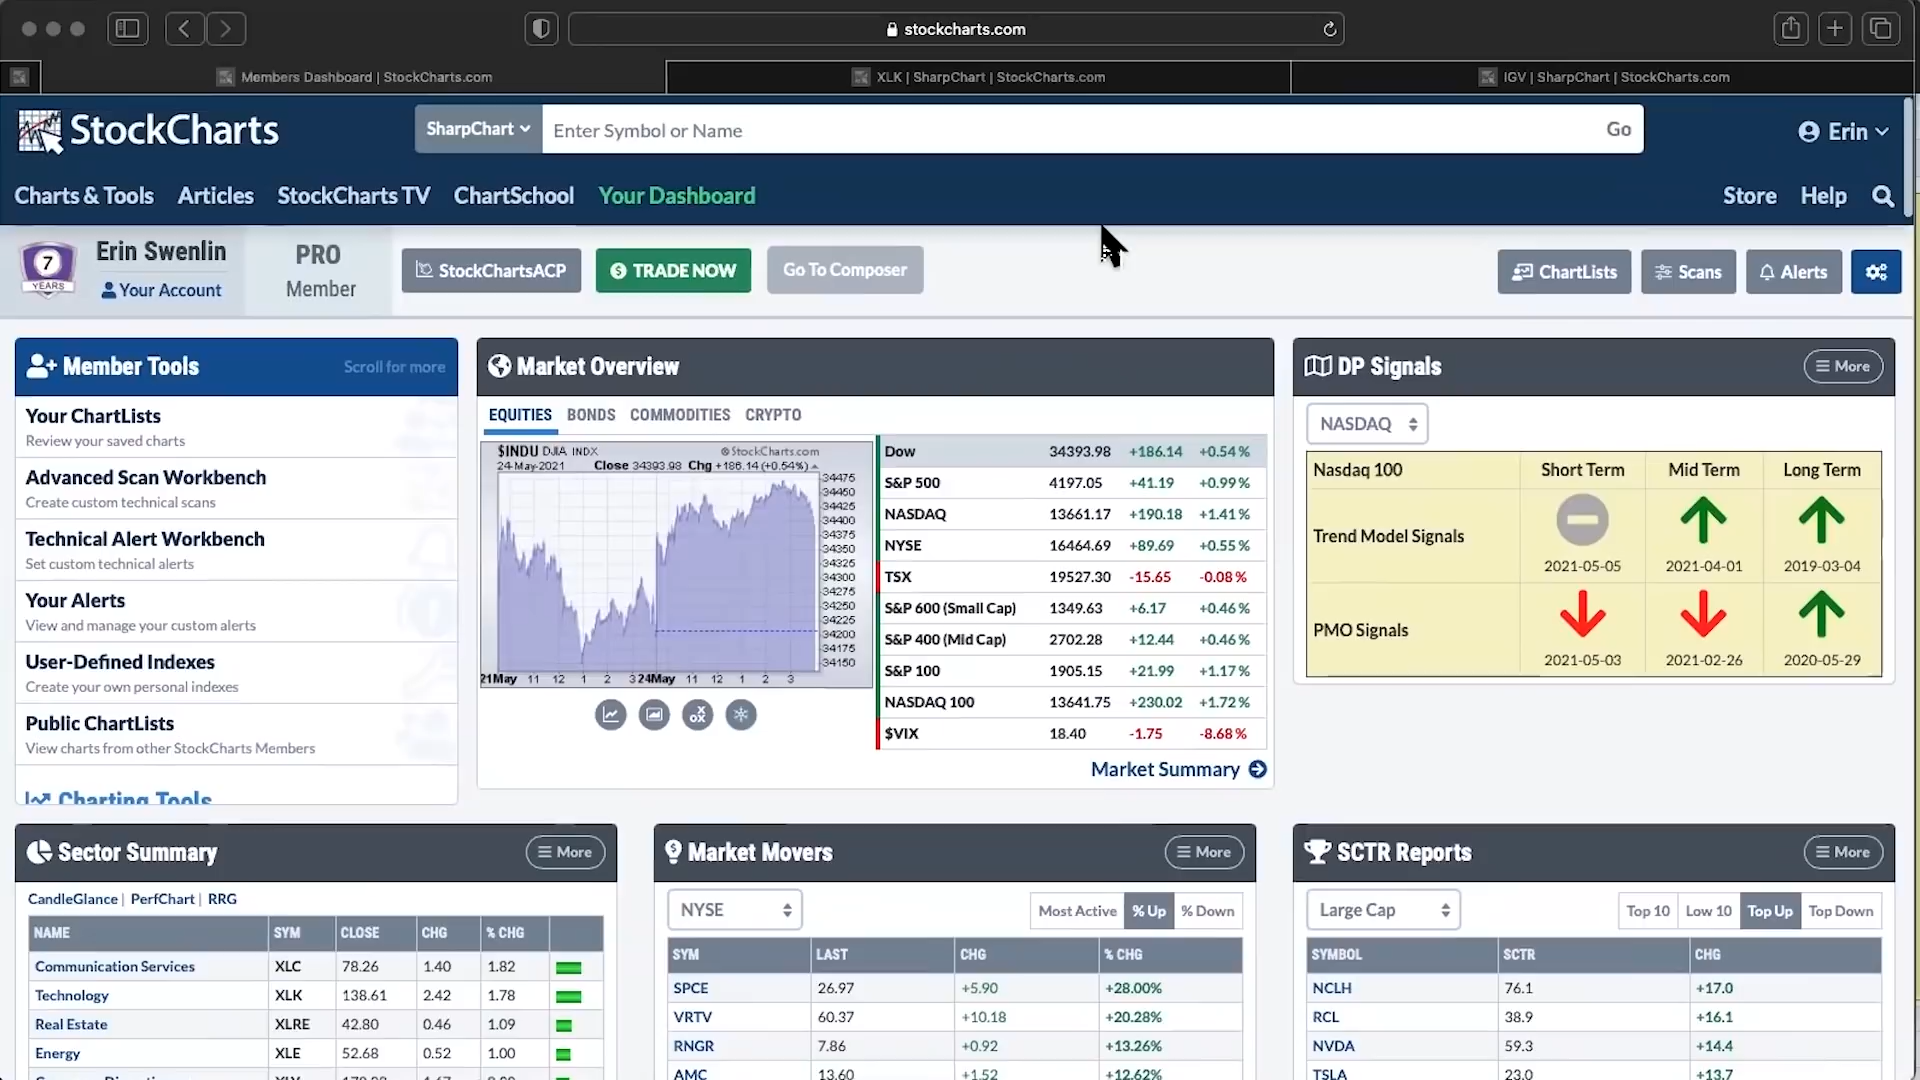 stockcharts.com
Members Dashboard | StockCharts.com
XLK | SharpChart | StockCharts.com
IGV | SharpChart | StockCharts.com
StockCharts
SharpChart
Enter Symbol or Name
Go
Erin
Charts & Tools
Articles
StockCharts TV
ChartSchool
Your Dashboard
Store
Help
7
YEARS
Erin Swenlin
Your Account
PRO
Member
StockChartsACP
TRADE NOW
Go To Composer
ChartLists
Scans
Alerts
Member Tools
Scroll for more
Your ChartLists
Review your saved charts
Advanced Scan Workbench
Create custom technical scans
Technical Alert Workbench
Set custom technical alerts
Your Alerts
View and manage your custom alerts
User-Defined Indexes
Create your own personal indexes
Public ChartLists
View charts from other StockCharts Members
Charting Tools
Market Overview
EQUITIES BONDS COMMODITIES CRYPTO
$INDU DJIA INDX
© StockCharts.com
24-May-2021 Close 34393.98 Chg +186.14 (+0.54%)
34475
34450
34425
34400
34375
34350
34325
34300
34275
34250
34225
34200
34175
34150
21May 11 12 1 2 3 24May 11 12 1 2 3
Dow 34393.98 +186.14 +0.54%
S&P 500 4197.05 +41.19 +0.99%
NASDAQ 13661.17 +190.18 +1.41%
NYSE 16464.69 +89.69 +0.55%
TSX 19527.30 -15.65 -0.08%
S&P 600 (Small Cap) 1349.63 +6.17 +0.46%
S&P 400 (Mid Cap) 2702.28 +12.44 +0.46%
S&P 100 1905.15 +21.99 +1.17%
NASDAQ 100 13641.75 +230.02 +1.72%
$VIX 18.40 -1.75 -8.68%
OX
Market Summary
DP Signals
More
NASDAQ
Nasdaq 100 Short Term Mid Term Long Term
Trend Model Signals
2021-05-05 2021-04-01 2019-03-04
PMO Signals
2021-05-03 2021-02-26 2020-05-29
Sector Summary
More
CandleGlance | PerfChart | RRG
NAME SYM CLOSE CHG % CHG
Communication Services XLC 78.26 1.40 1.82
Technology XLK 138.61 2.42 1.78
Real Estate XLRE 42.80 0.46 1.09
Energy XLE 52.68 0.52 1.00
Market Movers
More
NYSE
Most Active % Up % Down
SYM LAST CHG % CHG
SPCE 26.97 +5.90 +28.00%
VRTV 60.37 +10.18 +20.28%
RNGR 7.86 +0.92 +13.26%
AMC 13.60 +1.52 +12.62%
SCTR Reports
More
Large Cap
Top 10 Low 10 Top Up Top Down
SYMBOL SCTR CHG
NCLH 76.1 +17.0
RCL 38.9 +16.1
NVDA 59.3 +14.4
TSLA 23.0 +13.7